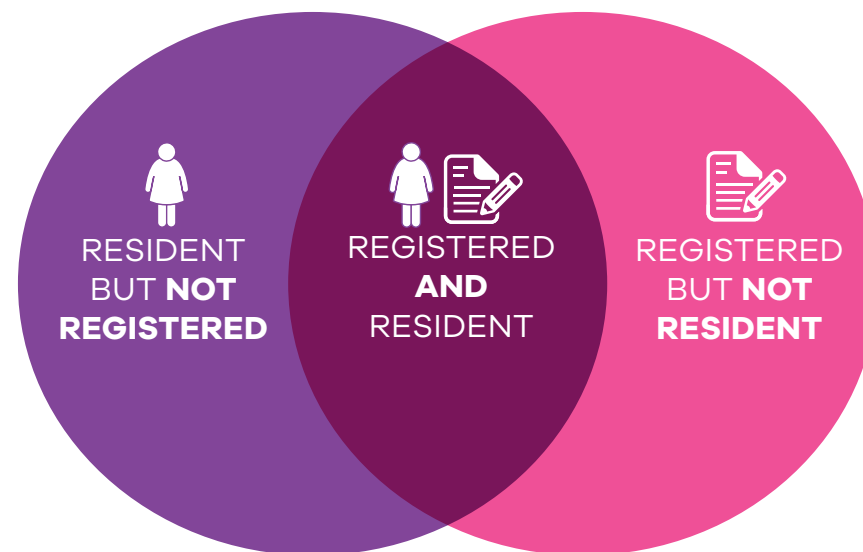 RESIDENT
BUT NOT
REGISTERED
REGISTERED
AND
RESIDENT
REGISTERED
BUT NOT
RESIDENT